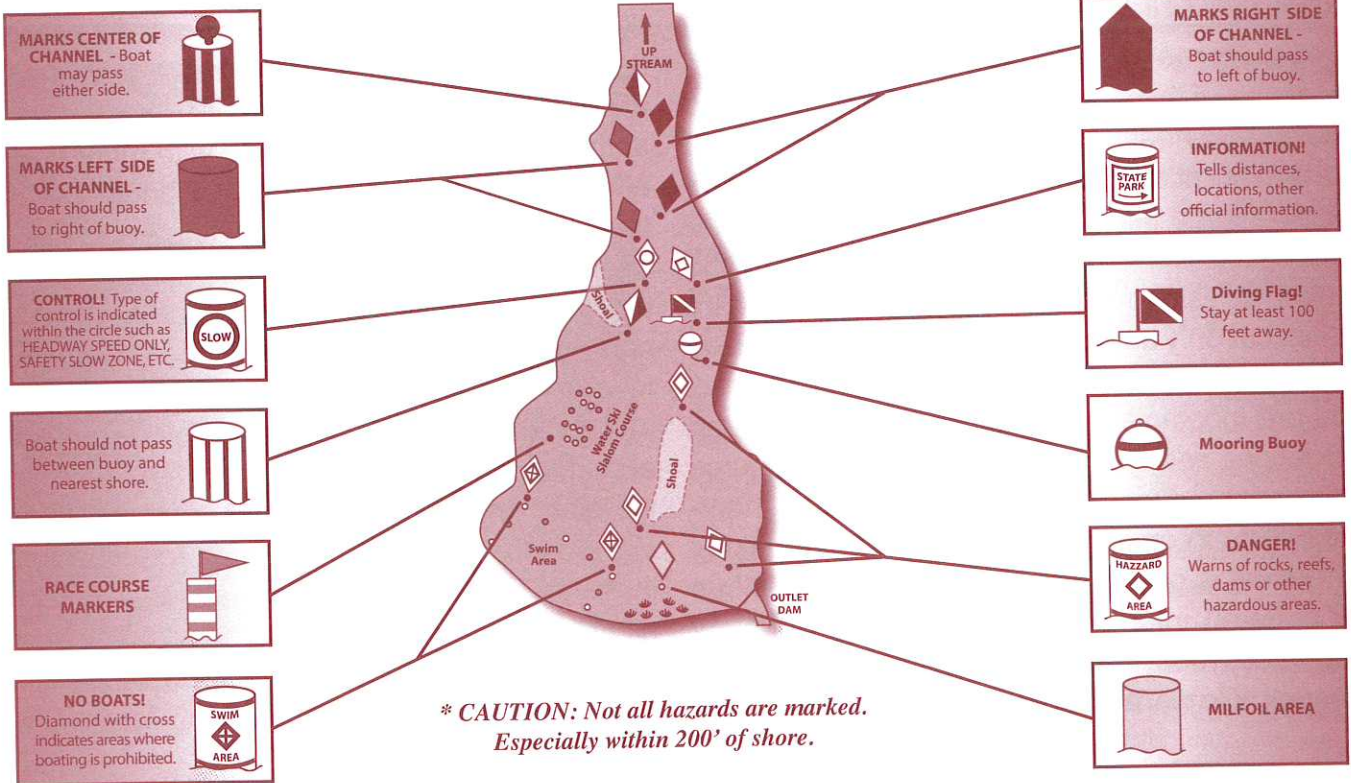 MARKS CENTER OF
CHANNEL - Boat
may pass
either side.
MARKS LEFT SIDE
OF CHANNEL -
Boat should pass
to right of buoy.
CONTROL! Type of
control is indicated
within the circle such as
HEADWAY SPEED ONLY,
SAFETY SLOW ZONE, ETC.
SLOW
Boat should not pass
between buoy and
nearest shore.
RACE COURSE
MARKERS
NO BOATS!
Diamond with cross
indicates areas where
boating is prohibited.
SWIM
AREA
UP
STREAM
Shoal
Water Ski
Slalom Course
Shoal
Swim
Area
OUTLET
DAM
* CAUTION: Not all hazards are marked.
Especially within 200' of shore.
MARKS RIGHT SIDE
OF CHANNEL -
Boat should pass
to left of buoy.
STATE
PARK
INFORMATION!
Tells distances,
locations, other
official information.
Diving Flag!
Stay at least 100
feet away.
Mooring Buoy
HAZZARD
AREA
DANGER!
Warns of rocks, reefs,
dams or other
hazardous areas.
MILFOIL AREA